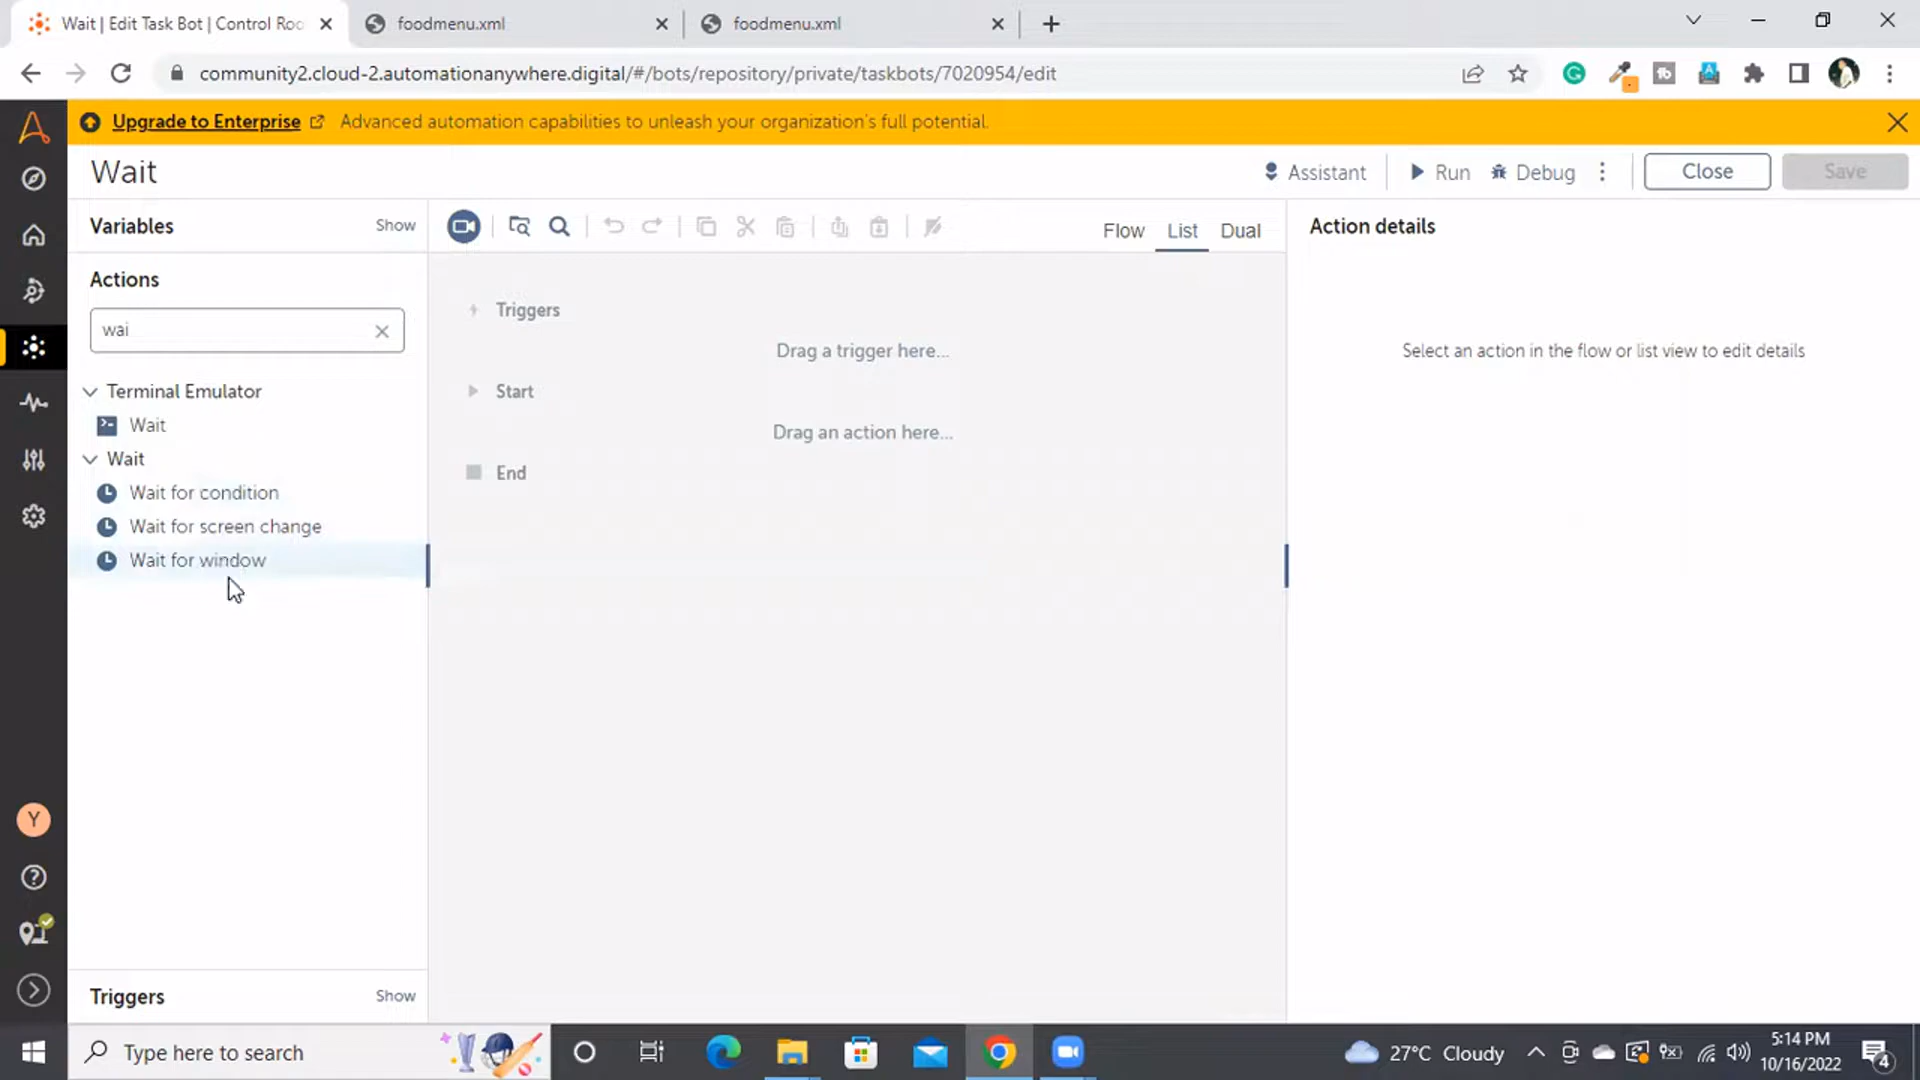 Wait | Edit Task Bot | Control Roo
foodmenu.xml
foodmenu.xml
community2.cloud-2.automationanywhere.digital/#/bots/repository/private/taskbots/7020954/edit
Upgrade to Enterprise Advanced automation capabilities to unleash your organization's full potential.
Wait
Assistant
Run
Debug
Close
Save
Variables
Show
Flow
List
Dual
Action details
Actions
wai
Triggers
Drag a trigger here...
Select an action in the flow or list view to edit details
Terminal Emulator
Start
Wait
Drag an action here...
Wait
End
Wait for condition
Wait for screen change
Wait for window
Y
Triggers
Show
Type here to search
27°C Cloudy
5:14 PM
10/16/2022
4